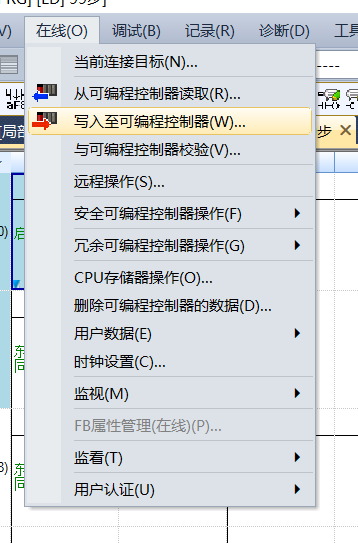 PRG] [LD] 95步]
V) 在线(O) 调试(B) 记录(R) 诊断(D) 工具
当前连接目标(N)...
从可编程控制器读取(R)...
写入至可编程控制器(W)...
与可编程控制器校验(V)...
步
远程操作(S)...
安全可编程控制器操作(F)
冗余可编程控制器操作(G)
CPU存储器操作(O)...
删除可编程控制器的数据(D)...
用户数据(E)
时钟设置(C)...
监视(M)
FB属性管理(在线)(P)...
监看(T)
用户认证(U)